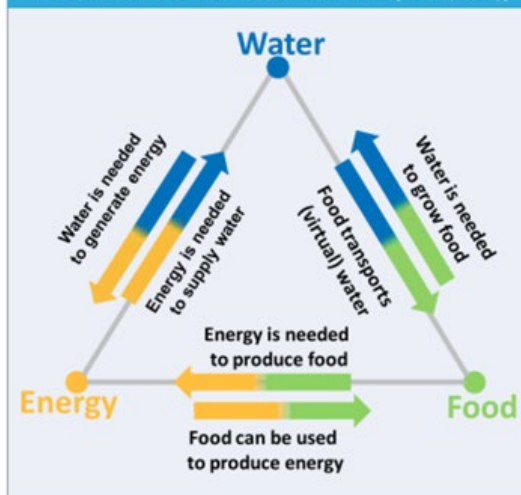 Water
Water is needed
to generate energy
Energy is needed
to supply water
Food transports
(virtual) water
Water is needed
to grow food
Energy is needed
to produce food
Energy
Food
Food can be used
to produce energy